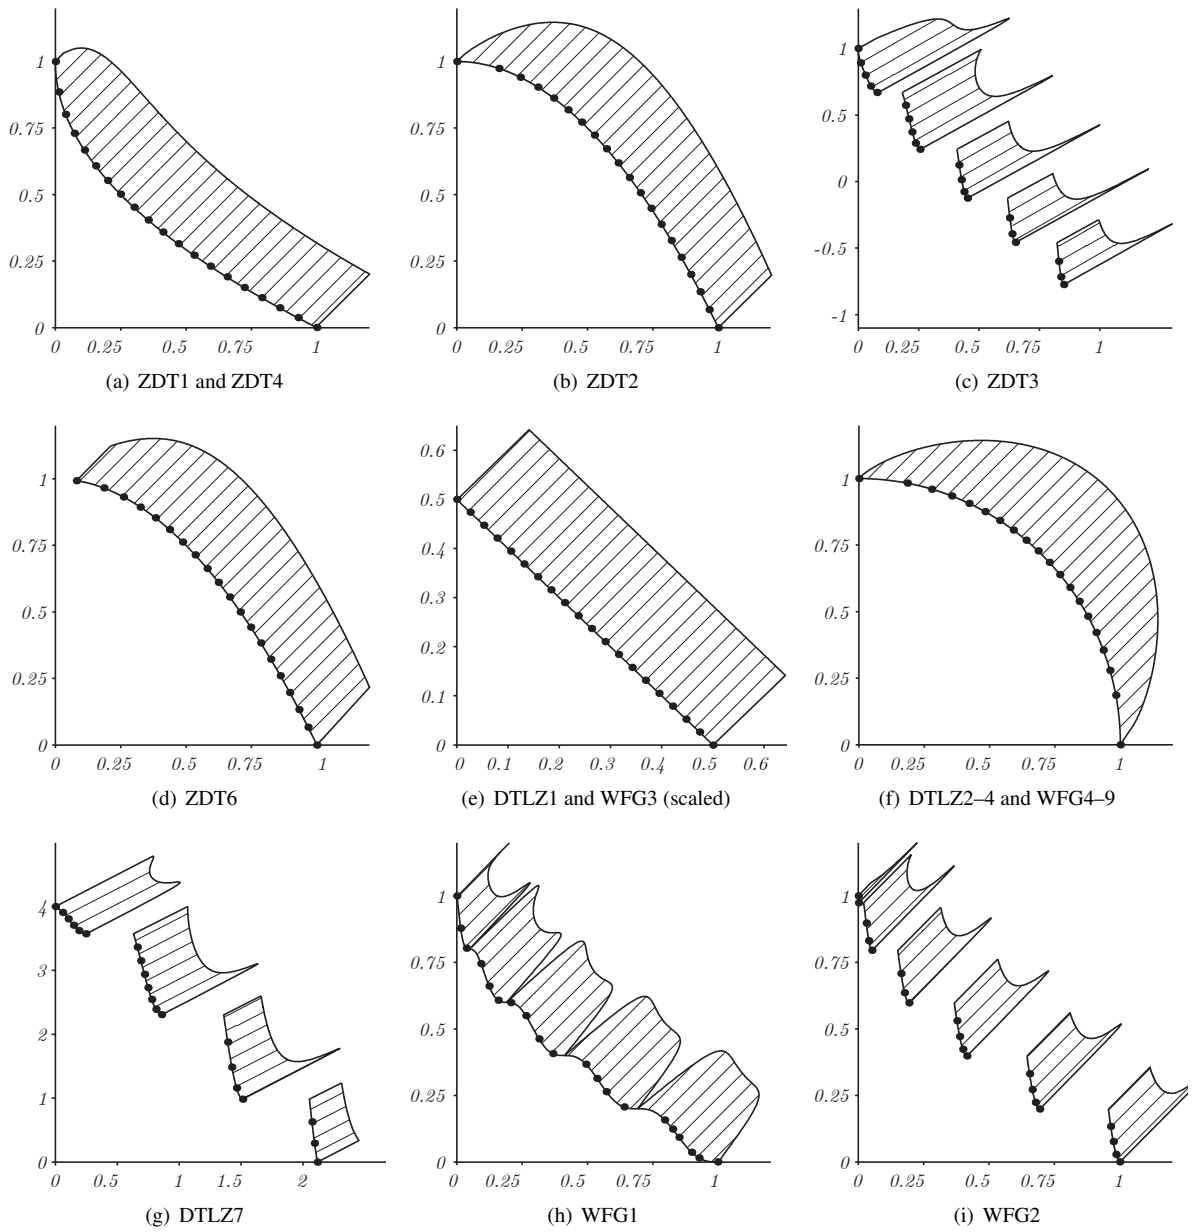 1
0.75
0.5
0.25
0
0 0.25 0.5 0.75 1
(a) ZDT1 and ZDT4
1
0.75
0.5
0.25
0
0 0.25 0.5 0.75 1
(b) ZDT2
1
0.5
0
-0.5
-1
0 0.25 0.5 0.75 1
(c) ZDT3
1
0.75
0.5
0.25
0
0 0.25 0.5 0.75 1
(d) ZDT6
0.6
0.5
0.4
0.3
0.2
0.1
0
0 0.1 0.2 0.3 0.4 0.5 0.6
(e) DTLZ1 and WFG3 (scaled)
1
0.75
0.5
0.25
0
0 0.25 0.5 0.75 1
(f) DTLZ2–4 and WFG4–9
4
3
2
1
0
0 0.5 1 1.5 2
(g) DTLZ7
1
0.75
0.5
0.25
0
0 0.25 0.5 0.75 1
(h) WFG1
1
0.75
0.5
0.25
0
0 0.25 0.5 0.75 1
(i) WFG2